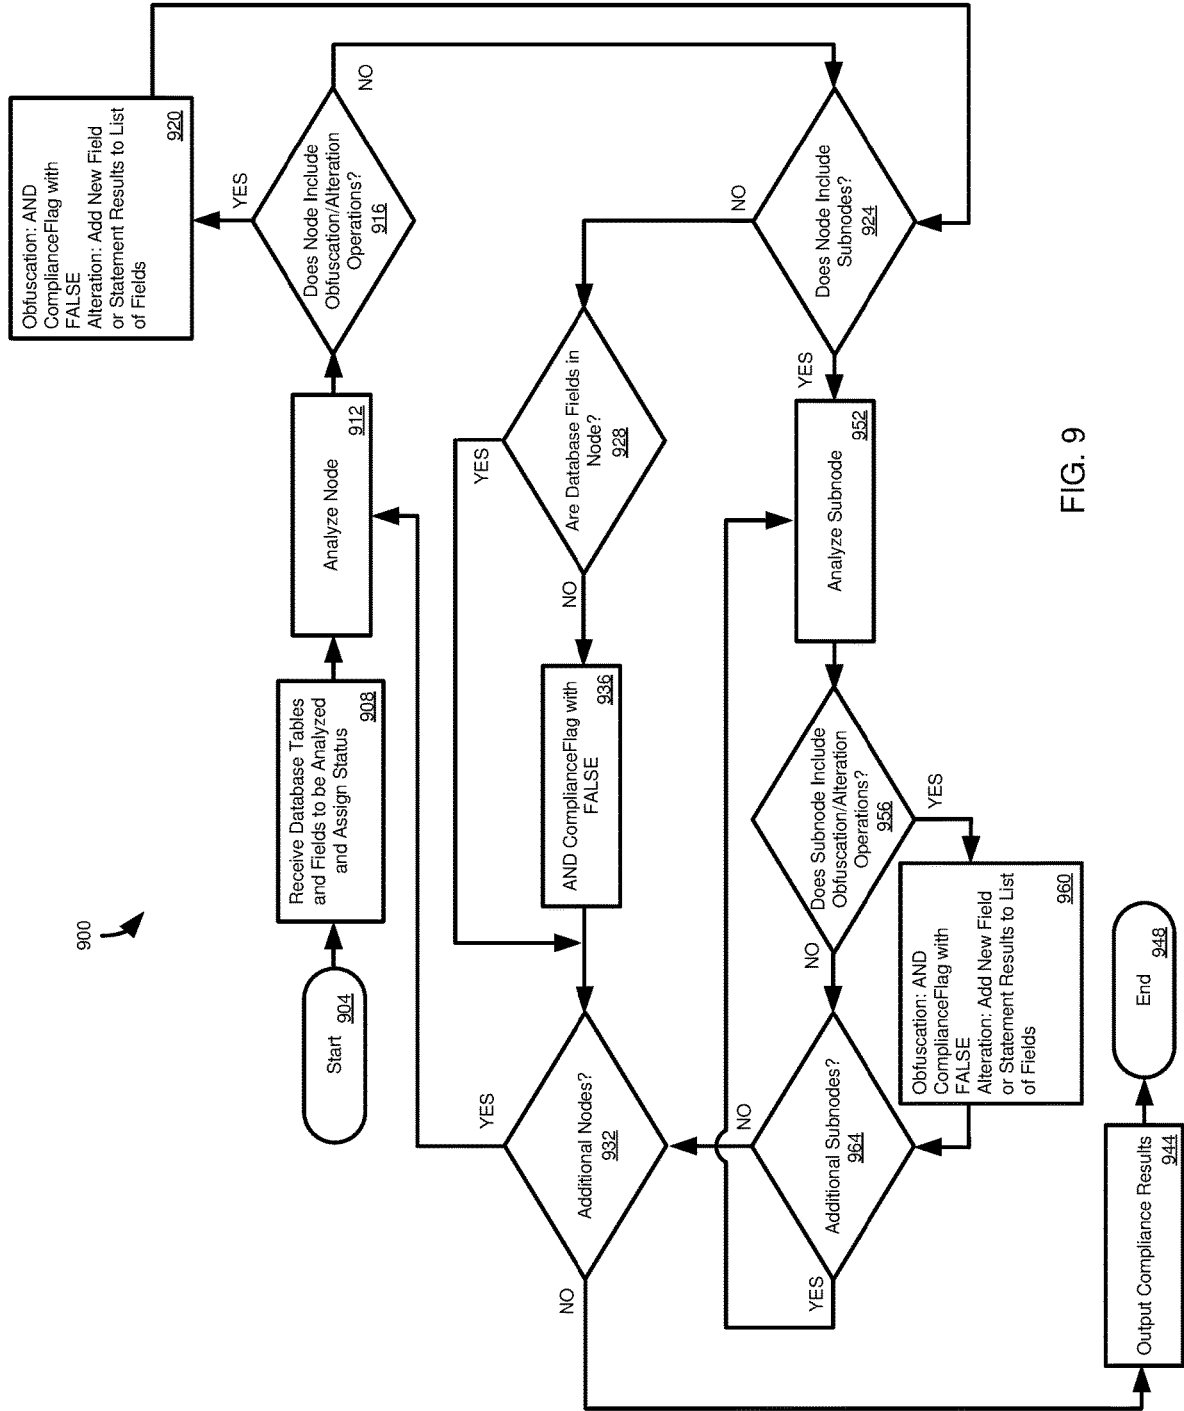 900
Start
904
Receive Database Tables
and Fields to be Analyzed
and Assign Status
908
Analyze Node
912
Does Node Include
Obfuscation/Alteration
Operations?
916
YES
NO
Obfuscation: AND
ComplianceFlag with
FALSE
Alteration: Add New Field
or Statement Results to List
of Fields
920
Does Node Include
Subnodes?
924
NO
YES
Are Database Fields in
Node?
928
YES
NO
AND ComplianceFlag with
FALSE
936
Additional Nodes?
932
YES
NO
Analyze Subnode
952
Does Subnode Include
Obfuscation/Alteration
Operations?
956
NO
YES
Obfuscation: AND
ComplianceFlag with
FALSE
Alteration: Add New Field
or Statement Results to List
of Fields
960
Additional Subnodes?
964
NO
YES
Output Compliance Results
944
End
948
FIG. 9